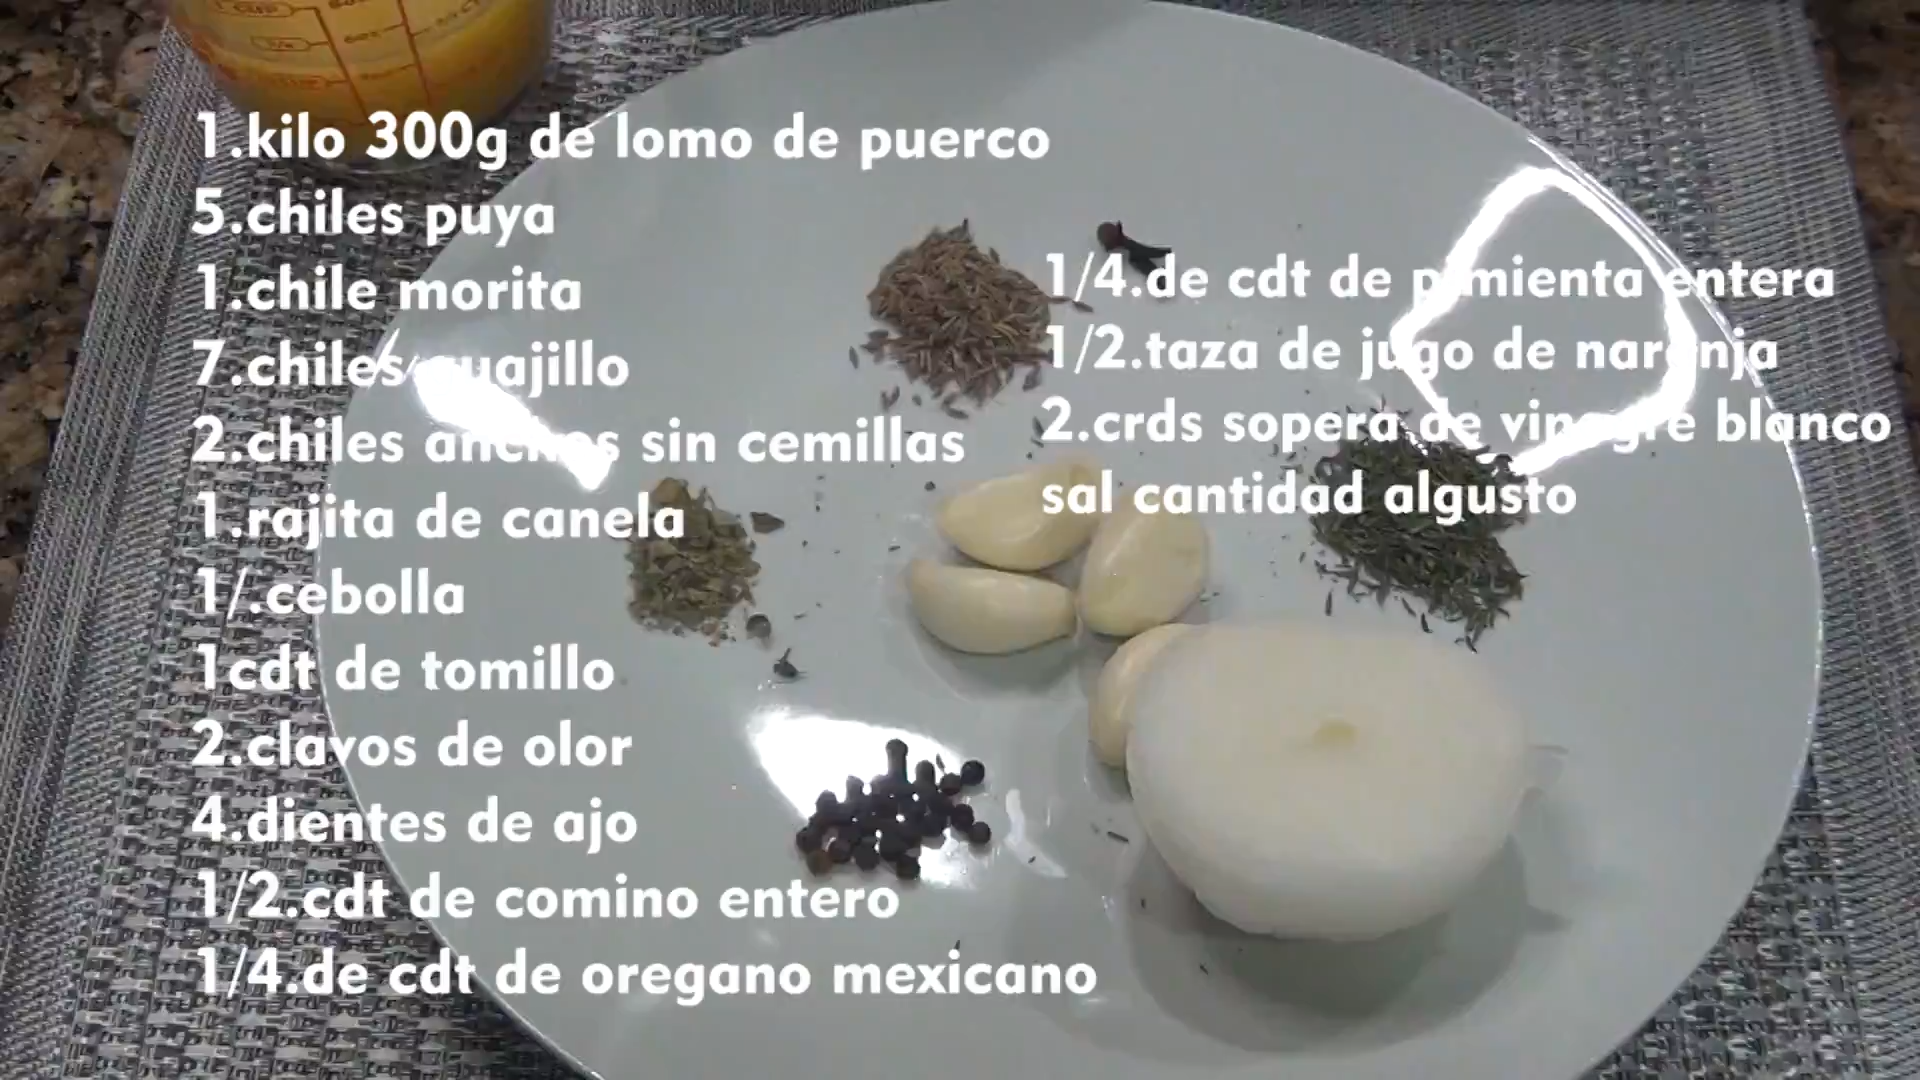 1.kilo 300g de lomo de puerco
5.chiles puya
1.chile morita
7.chiles guajillo
2.chiles anchos sin cemillas
1.rajita de canela
1/.cebolla
1cdt de tomillo
2.clavos de olor
4.dientes de ajo
1/2.cdt de comino entero
1/4.de cdt de oregano mexicano
1/4.de cdt de pimienta entera
1/2.taza de jugo de naranja
2.crds sopera de vinagre blanco
sal cantidad algusto